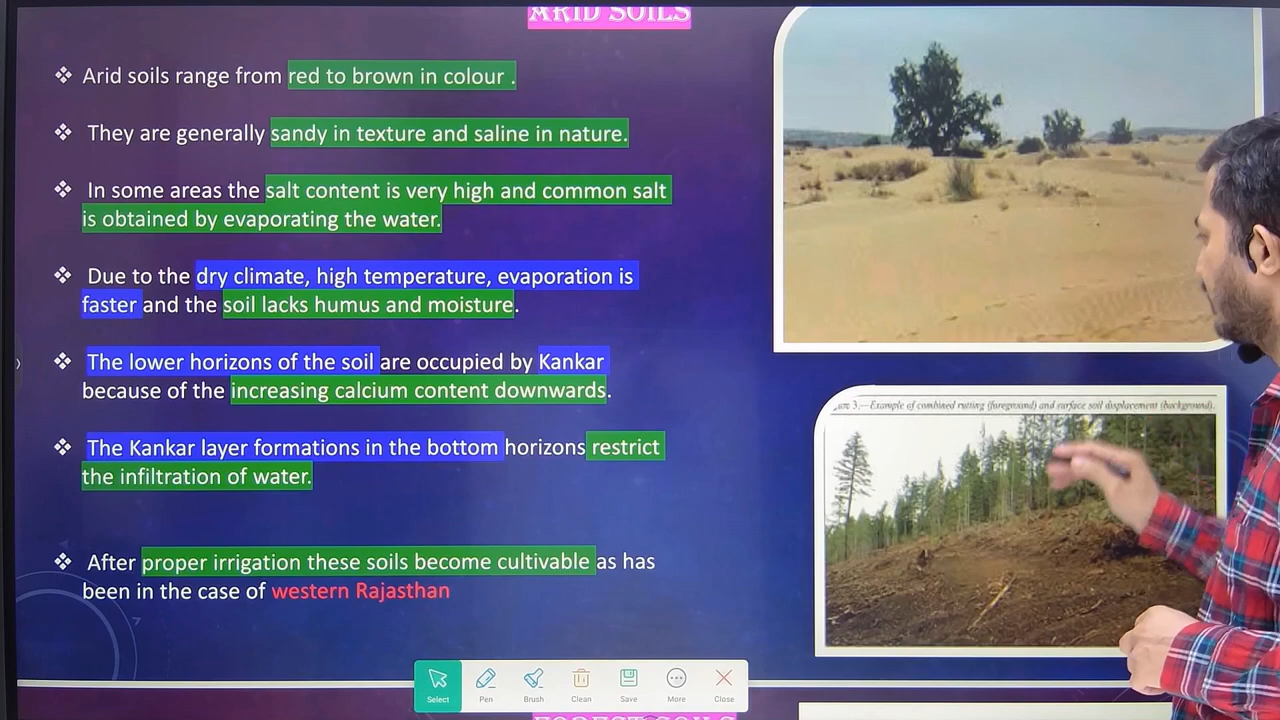 ARID SOILS
❖ Arid soils range from red to brown in colour .
❖ They are generally sandy in texture and saline in nature.
❖ In some areas the salt content is very high and common salt
is obtained by evaporating the water.
❖ Due to the dry climate, high temperature, evaporation is
faster and the soil lacks humus and moisture.
❖ The lower horizons of the soil are occupied by Kankar
because of the increasing calcium content downwards.
❖ The Kankar layer formations in the bottom horizons restrict
the infiltration of water.
❖ After proper irrigation these soils become cultivable as has
been in the case of western Rajasthan
3.—Example of combined rutting (foreground) and surface soil displacement (background).
Select Pen Brush Clean Save More Close
FOREST SOILS